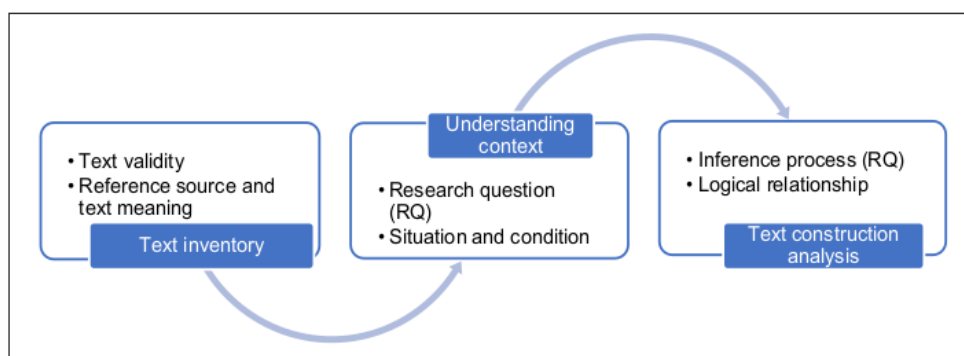 • Text validity
• Reference source and
text meaning
Text inventory
Understanding
context
• Research question
(RQ)
• Situation and condition
• Inference process (RQ)
• Logical relationship
Text construction
analysis